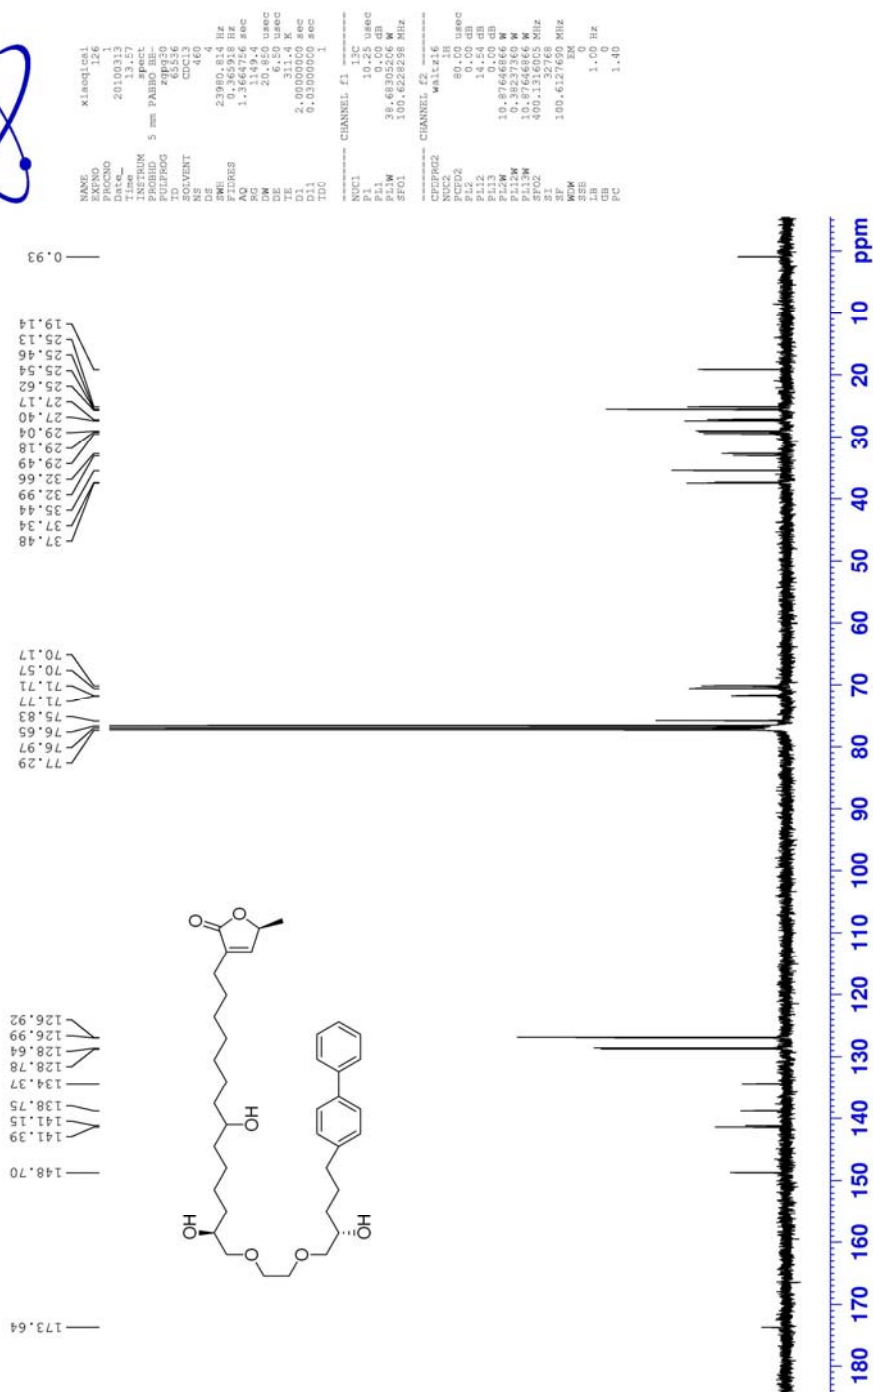 NAME xiaoqicai
EXPNO 126
PROCNO 1
Date_ 20100313
Time 13.57
INSTRUM spect
PROBHD 5 mm PABBO BB-
PULPROG zgpg30
TD 65536
SOLVENT CDCl3
NS 460
DS 4
SWH 23980.814 Hz
FIDRES 0.365918 Hz
AQ 1.3664756 sec
RG 1149.4
DW 20.850 usec
DE 6.50 usec
TE 311.4 K
D1 2.00000000 sec
D11 0.03000000 sec
TD0 1
CHANNEL f1
NUC1 13C
P1 10.25 usec
PL1 0.00 dB
PL1W 38.68305206 W
SFO1 100.6228298 MHz
CHANNEL f2
CPDPRG2 waltz16
NUC2 1H
PCPD2 80.00 usec
PL2 0.00 dB
PL12 14.54 dB
PL13 0.00 dB
PL2W 10.87646866 W
PL12W 0.38237360 W
PL13W 10.87646866 W
SFO2 400.1316005 MHz
SI 32768
SF 100.6127690 MHz
WDW EM
SSB 0
LB 1.00 Hz
GB 0
PC 1.40
173.64
148.70
141.39
141.15
138.75
134.37
128.78
128.64
126.99
126.92
77.29
76.97
76.65
75.83
71.77
71.71
70.57
70.17
37.48
37.34
35.44
32.99
32.66
29.49
29.18
29.04
27.40
27.17
25.62
25.54
25.46
25.13
19.14
0.93
O
O
OH
OH
O
O
OH
180 170 160 150 140 130 120 110 100 90 80 70 60 50 40 30 20 10 ppm